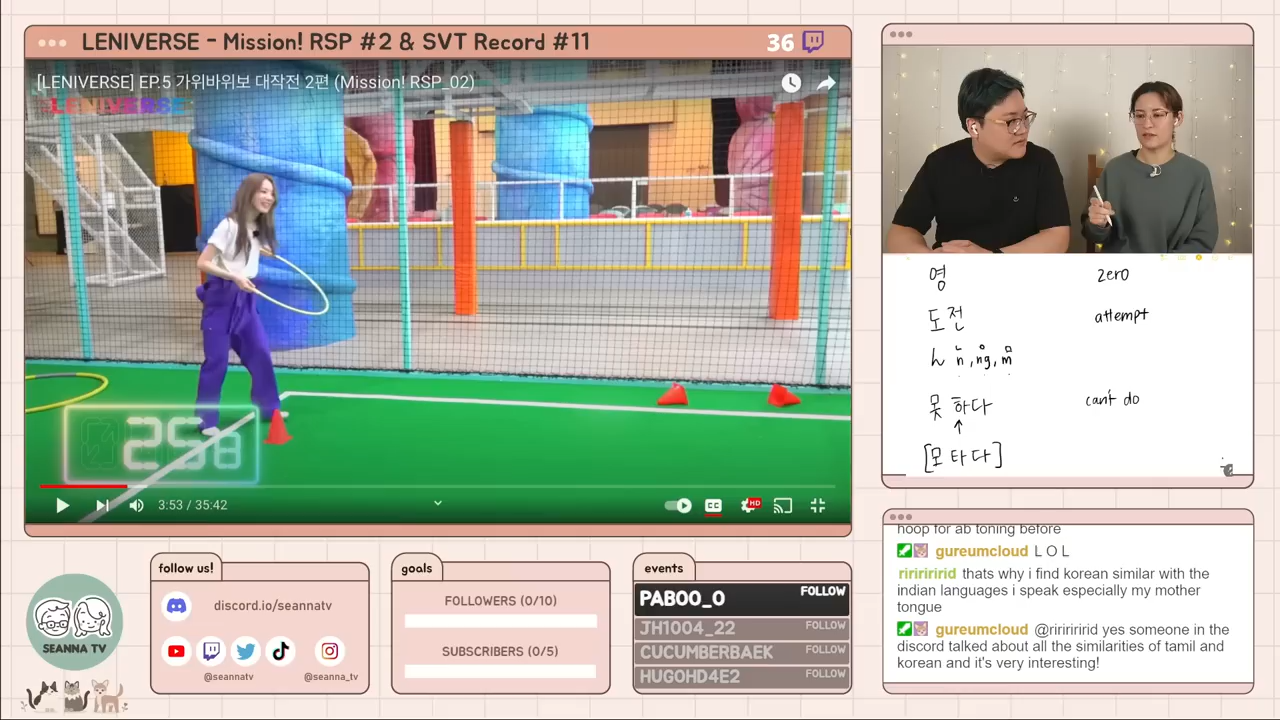 LENIVERSE - Mission! RSP #2 & SVT Record #11
36
[LENIVERSE] EP.5 가위바위보 대작전 2편 (Mission! RSP_02)
LENIVERSE
3:53 / 35:42
CC
HD
영 zero
도전 attempt
ㄴ ㅇ ㅁ
n, ng, m
못 하다 can't do
↑
[모타다]
hoop for ab toning before
gureumcloud L O L
riririririd thats why i find korean similar with the
indian languages i speak especially my mother
tongue
gureumcloud @riririririd yes someone in the
discord talked about all the similarities of tamil and
korean and it's very interesting!
SEANNA TV
follow us!
discord.io/seannatv
@seannatv
@seanna_tv
goals
FOLLOWERS (0/10)
SUBSCRIBERS (0/5)
events
PABOO_0 FOLLOW
JH1004_22 FOLLOW
CUCUMBERBAEK FOLLOW
HUGOHD4E2 FOLLOW